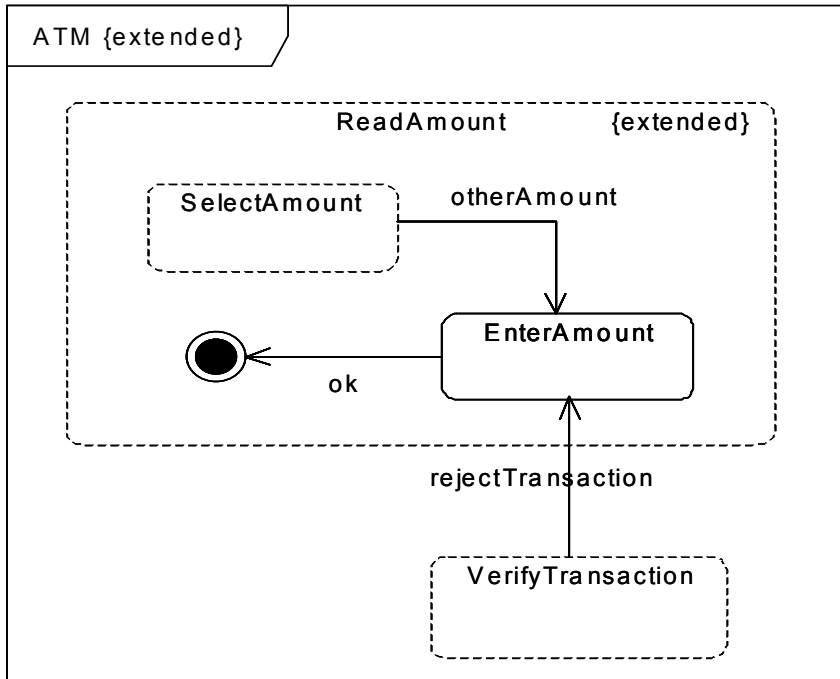 ATM {extended}
ReadAmount {extended}
SelectAmount
otherAmount
EnterAmount
ok
rejectTransaction
VerifyTransaction